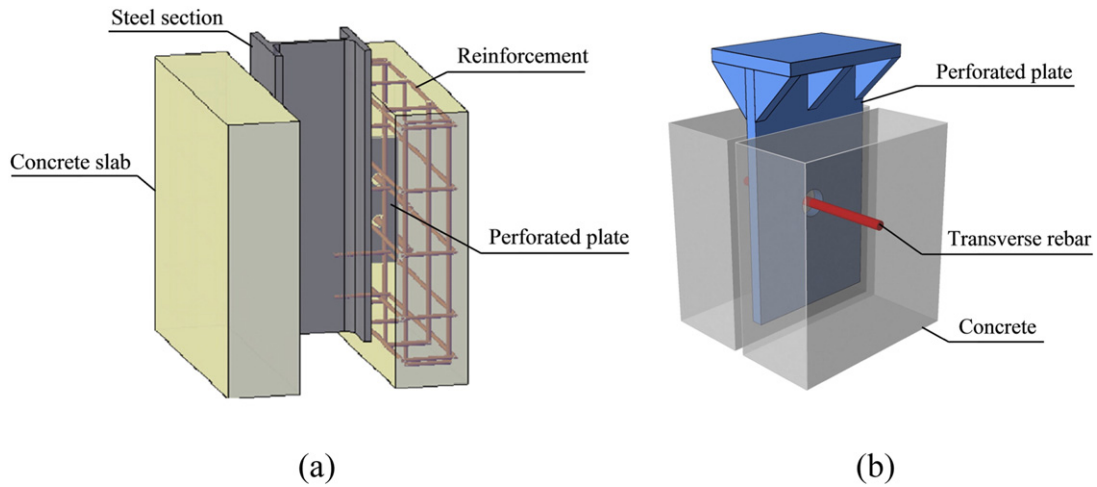 Steel section
Reinforcement
Concrete slab
Perforated plate
(a)
Perforated plate
Transverse rebar
Concrete
(b)